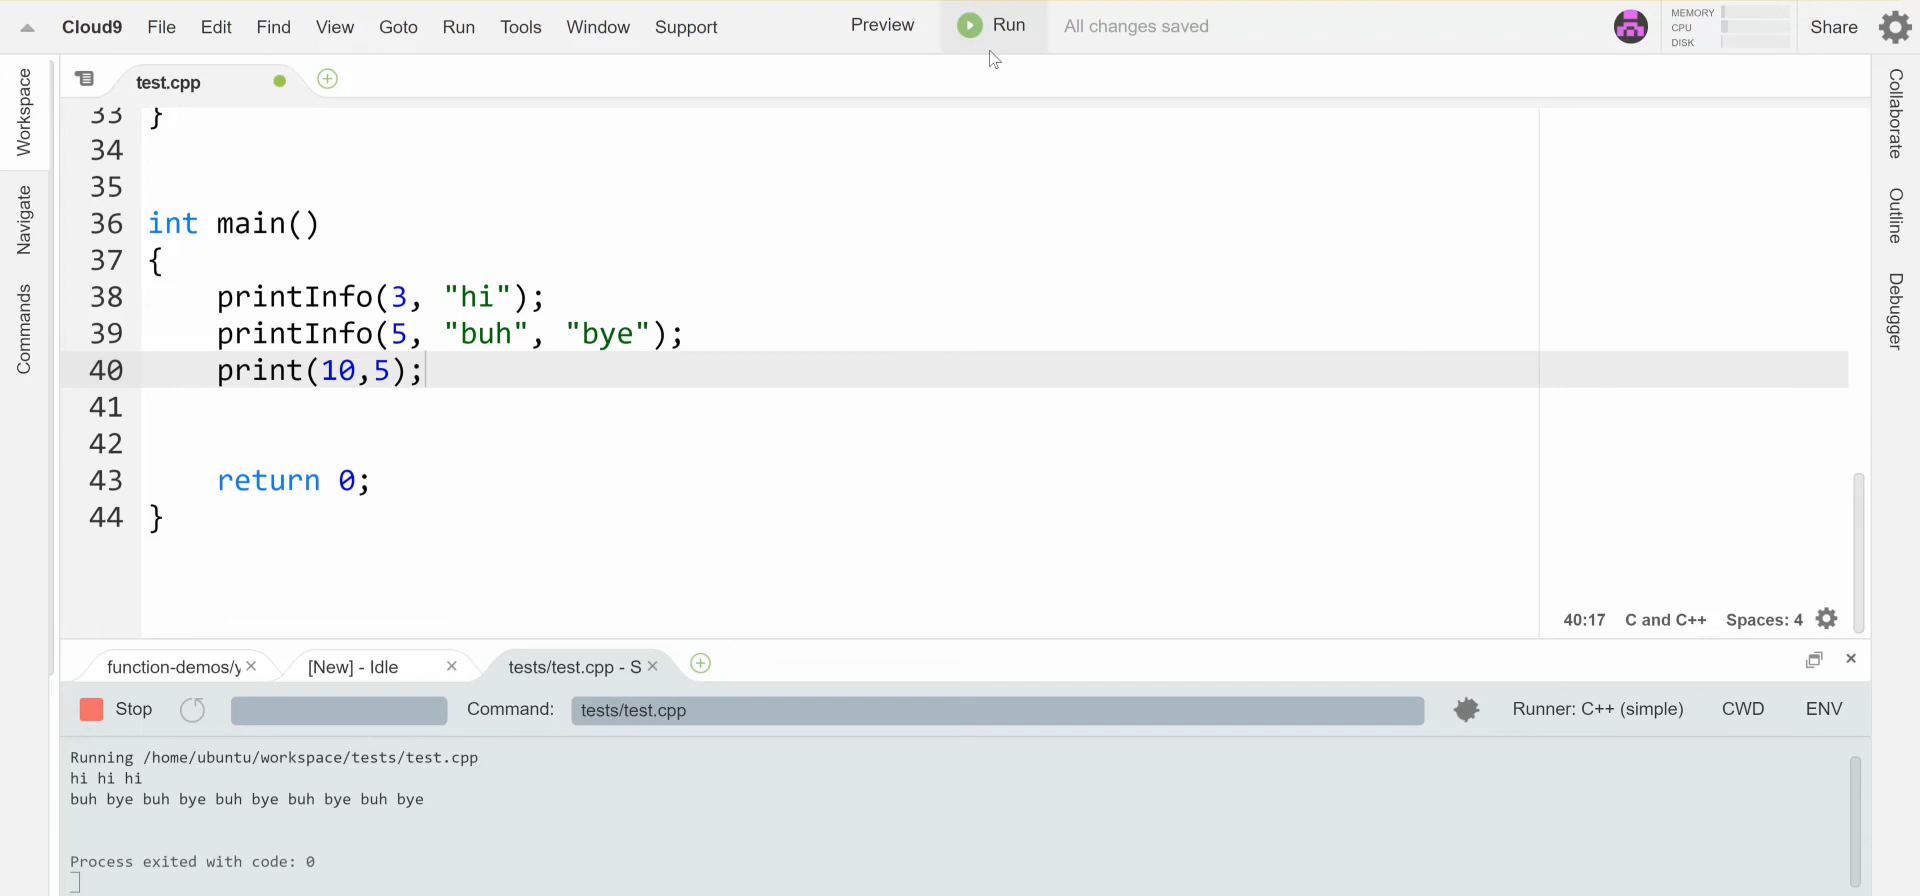 Cloud9 File Edit Find View Goto Run Tools Window Support Preview Run All changes saved MEMORY CPU DISK Share
Workspace
Navigate
Commands
test.cpp
33 }
34
35
36 int main()
37 {
38 printInfo(3, "hi");
39 printInfo(5, "buh", "bye");
40 print(10,5);
41
42
43 return 0;
44 }
40:17 C and C++ Spaces: 4
Collaborate
Outline
Debugger
function-demos/y [New] - Idle tests/test.cpp - S
Stop Command: tests/test.cpp Runner: C++ (simple) CWD ENV
Running /home/ubuntu/workspace/tests/test.cpp
hi hi hi
buh bye buh bye buh bye buh bye buh bye
Process exited with code: 0